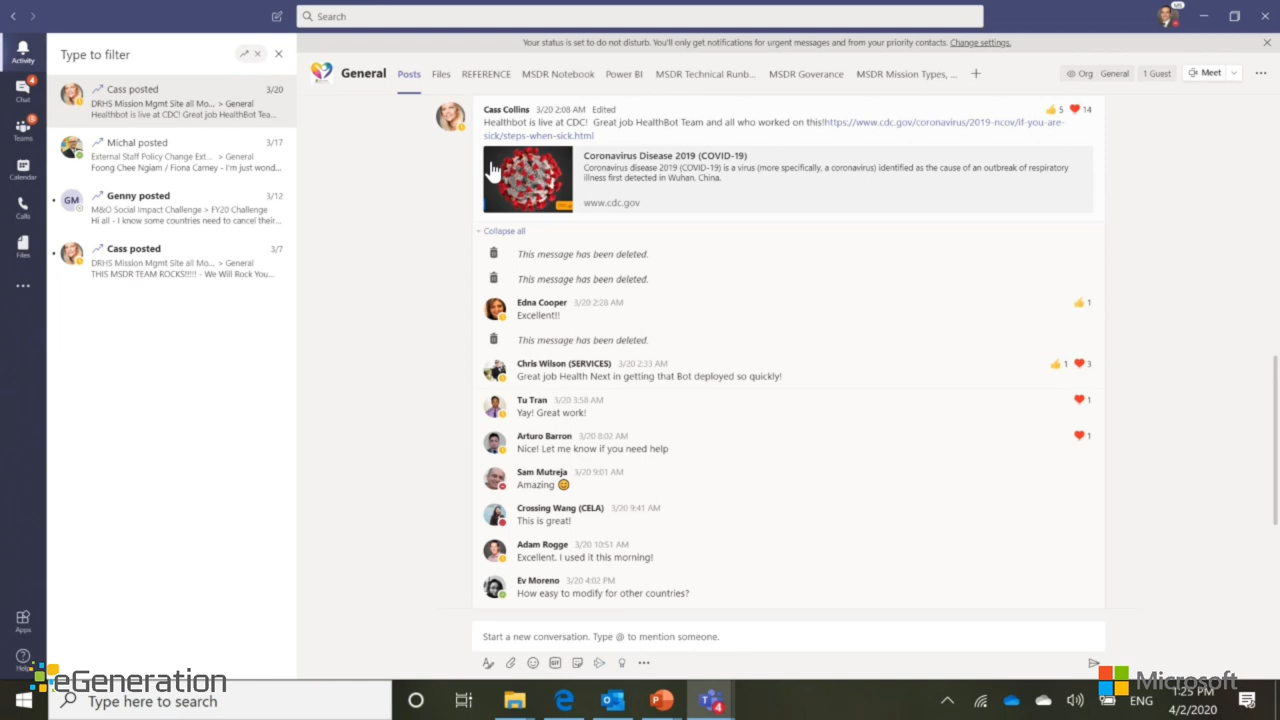 Search
MS
Activity
Type to filter
Your status is set to do not disturb. You'll only get notifications for urgent messages and from your priority contacts. Change settings.
General
Posts
Files
REFERENCE
MSDR Notebook
Power BI
MSDR Technical Runb...
MSDR Goverance
MSDR Mission Types, ...
Org General
1 Guest
Meet
4
Chat
Teams
Calendar
Calls
Files
Apps
Help
Cass posted 3/20
DRHS Mission Mgmt Site all Mo... > General
Healthbot is live at CDC! Great job HealthBot Tea...
Michal posted 3/17
External Staff Policy Change Ext... > General
Foong Chee Ngiam / Fiona Carney - I'm just wond...
GM
Genny posted 3/12
M&O Social Impact Challenge > FY20 Challenge
Hi all - I know some countries need to cancel their...
Cass posted 3/7
DRHS Mission Mgmt Site all Mo... > General
THIS MSDR TEAM ROCKS!!!!! - We Will Rock You...
Cass Collins 3/20 2:08 AM Edited 5 14
Healthbot is live at CDC! Great job HealthBot Team and all who worked on this!https://www.cdc.gov/coronavirus/2019-ncov/if-you-are-
sick/steps-when-sick.html
Coronavirus Disease 2019 (COVID-19)
Coronavirus disease 2019 (COVID-19) is a virus (more specifically, a coronavirus) identified as the cause of an outbreak of respiratory
illness first detected in Wuhan, China.
www.cdc.gov
Collapse all
This message has been deleted.
This message has been deleted.
Edna Cooper 3/20 2:28 AM 1
Excellent!!
This message has been deleted.
Chris Wilson (SERVICES) 3/20 2:33 AM 1 3
Great job Health Next in getting that Bot deployed so quickly!
Tu Tran 3/20 3:58 AM 1
Yay! Great work!
Arturo Barron 3/20 8:02 AM 1
Nice! Let me know if you need help
Sam Mutreja 3/20 9:01 AM
Amazing 😊
Crossing Wang (CELA) 3/20 9:41 AM
This is great!
Adam Rogge 3/20 10:51 AM
Excellent. I used it this morning!
Ev Moreno 3/20 4:02 PM
How easy to modify for other countries?
Start a new conversation. Type @ to mention someone.
GIF
eGeneration
Microsoft
Type here to search
4
ENG
1:25 PM
4/2/2020